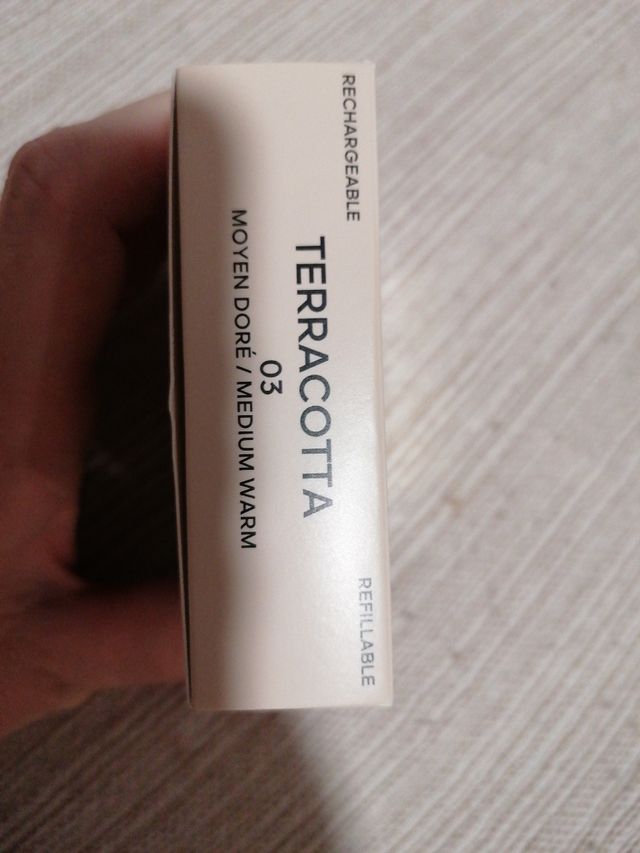 RECHARGEABLE
REFILLABLE
TERRACOTTA
03
MOYEN DORÉ / MEDIUM WARM